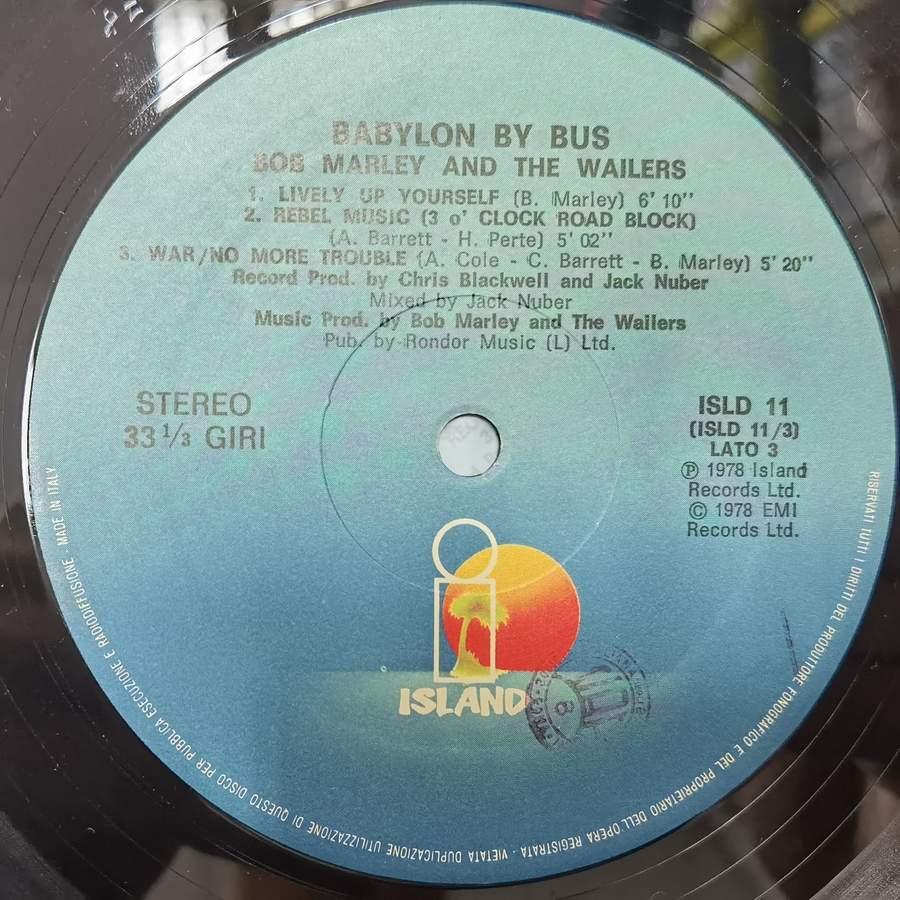 BABYLON BY BUS
BOB MARLEY AND THE WAILERS
1. LIVELY UP YOURSELF (B. Marley) 6' 10"
2. REBEL MUSIC (3 o' CLOCK ROAD BLOCK)
(A. Barrett - H. Perte) 5' 02"
3. WAR/NO MORE TROUBLE (A. Cole - C. Barrett - B. Marley) 5' 20"
Record Prod. by Chris Blackwell and Jack Nuber
Mixed by Jack Nuber
Music Prod. by Bob Marley and The Wailers
Pub. by Rondor Music (L) Ltd.
STEREO
33 1/3 GIRI
ISLD 11
(ISLD 11/3)
LATO 3
℗ 1978 Island
Records Ltd.
© 1978 EMI
Records Ltd.
ISLAND
RISERVATI TUTTI I DIRITTI DEL PRODUTTORE FONOGRAFICO E DEL PROPRIETARIO DELL'OPERA REGISTRATA - VIETATA DUPLICAZIONE UTILIZZAZIONE DI QUESTO DISCO PER PUBBLICA ESECUZIONE E RADIODIFFUSIONE - MADE IN ITALY